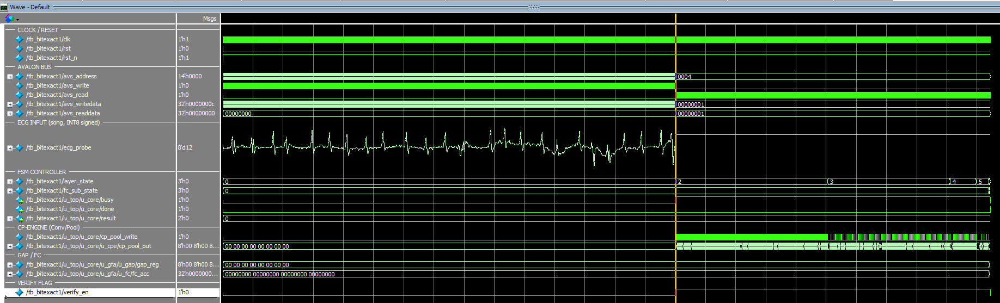 Wave - Default
Msgs
CLOCK / RESET
/tb_bitexact1/clk 1'h1
/tb_bitexact1/rst 1'h0
/tb_bitexact1/rst_n 1'h1
AVALON BUS
/tb_bitexact1/avs_address 14'h0000 0004
/tb_bitexact1/avs_write 1'h0
/tb_bitexact1/avs_read 1'h0
/tb_bitexact1/avs_writedata 32'h0000000c 00000001
/tb_bitexact1/avs_readdata 32'h00000000 00000000 00000001
ECG INPUT (song, INT8 signed)
/tb_bitexact1/ecg_probe 8'd12
FSM CONTROLLER
/tb_bitexact1/layer_state 3'h0 0 2 3 4 5
/tb_bitexact1/fc_sub_state 3'h0 0
/tb_bitexact1/u_top/u_core/busy 1'h0
/tb_bitexact1/u_top/u_core/done 1'h0
/tb_bitexact1/u_top/u_core/result 2'h0 0
CP-ENGINE (Conv/Pool)
/tb_bitexact1/u_top/u_core/cp_pool_write 1'h0
/tb_bitexact1/u_top/u_core/u_cpe/cp_pool_out 8'h00 8'h00 8... 00 00 00 00 00 00 00 00
GAP / FC
/tb_bitexact1/u_top/u_core/u_gfa/u_gap/gap_reg 8'h00 8'h00 8... 00 00 00 00 00 00 00 00
/tb_bitexact1/u_top/u_core/u_gfa/u_fc/fc_acc 32'h0000000... 00000000 00000000 00000000 00000000
VERIFY FLAG
/tb_bitexact1/verify_en 1'h0